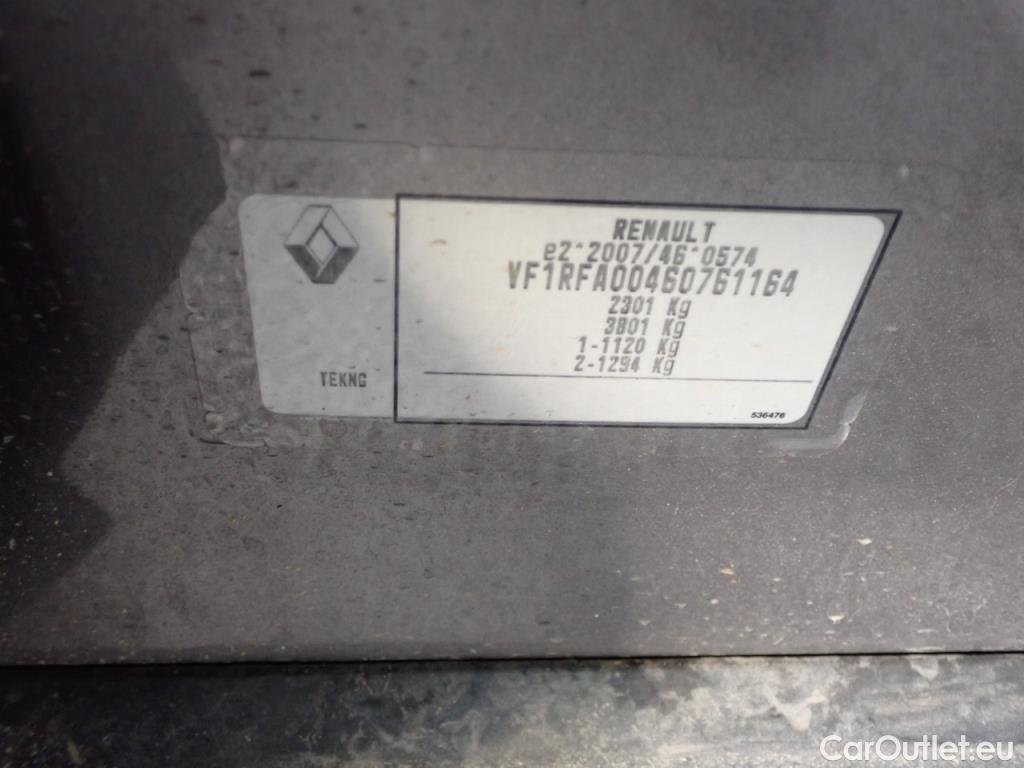 RENAULT
e2*2007/46*0574
VF1RFA00460761164
2301 Kg
3801 Kg
1-1120 Kg
2-1294 Kg
TEKNG
536476
CarOutlet.eu